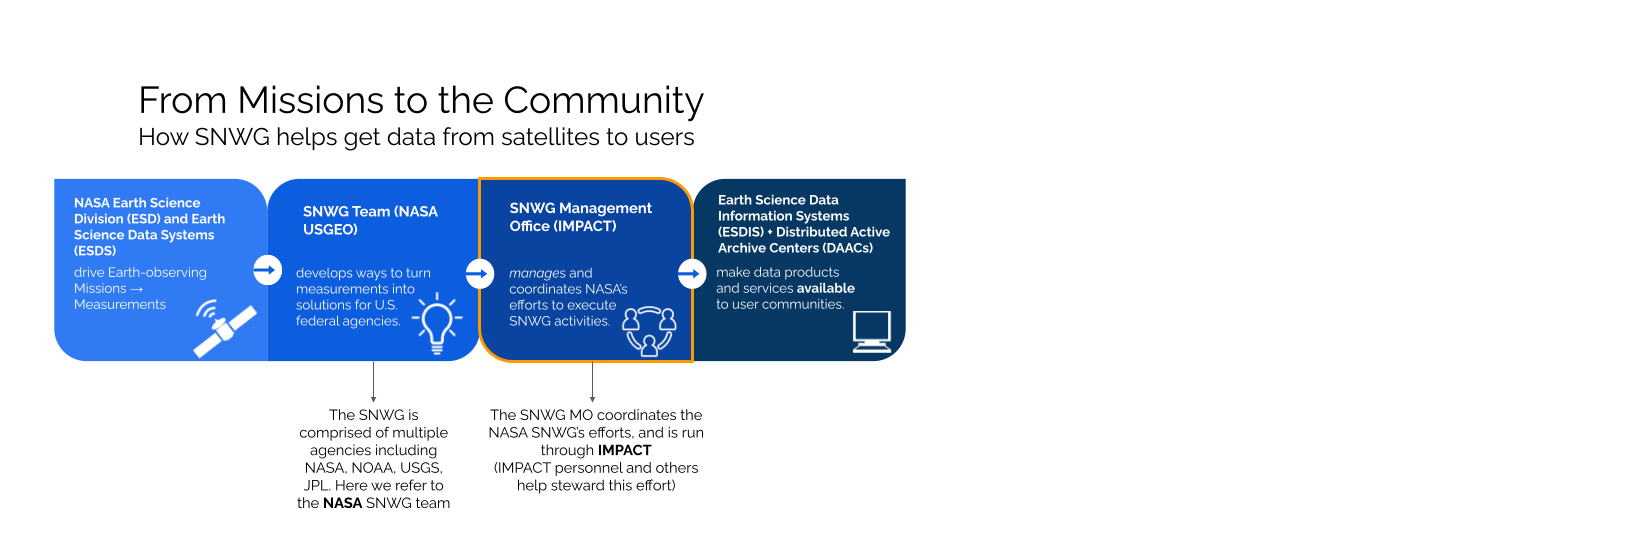 From Missions to the Community
How SNWG helps get data from satellites to users
NASA Earth Science
Division (ESD) and Earth
Science Data Systems
(ESDS)
drive Earth-observing
Missions →
Measurements
SNWG Team (NASA
USGEO)
develops ways to turn
measurements into
solutions for U.S.
federal agencies.
SNWG Management
Office (IMPACT)
manages and
coordinates NASA's
efforts to execute
SNWG activities.
Earth Science Data
Information Systems
(ESDIS) + Distributed Active
Archive Centers (DAACs)
make data products
and services available
to user communities.
The SNWG is
comprised of multiple
agencies including
NASA, NOAA, USGS,
JPL. Here we refer to
the NASA SNWG team
The SNWG MO coordinates the
NASA SNWG's efforts, and is run
through IMPACT
(IMPACT personnel and others
help steward this effort)